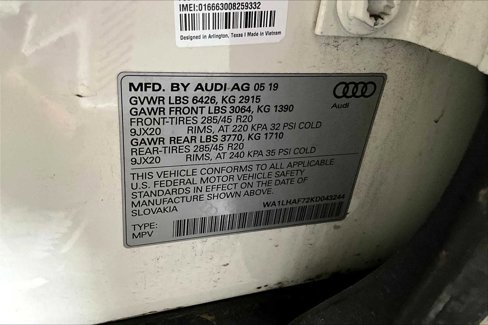 IMEI:016663008259332
Designed in Arlington, Texas | Made in Vietnam
MFD. BY AUDI AG 05 19
GVWR LBS 6426, KG 2915
GAWR FRONT LBS 3064, KG 1390
FRONT-TIRES 285/45 R20
9JX20 RIMS, AT 220 KPA 32 PSI COLD
GAWR REAR LBS 3770, KG 1710
REAR-TIRES 285/45 R20
9JX20 RIMS, AT 240 KPA 35 PSI COLD
Audi
THIS VEHICLE CONFORMS TO ALL APPLICABLE
U.S. FEDERAL MOTOR VEHICLE SAFETY
STANDARDS IN EFFECT ON DATE OF
MANUFACTURE SHOWN ABOVE.
SLOVAKIA
WA1LHAF72KD043244
TYPE:
MPV